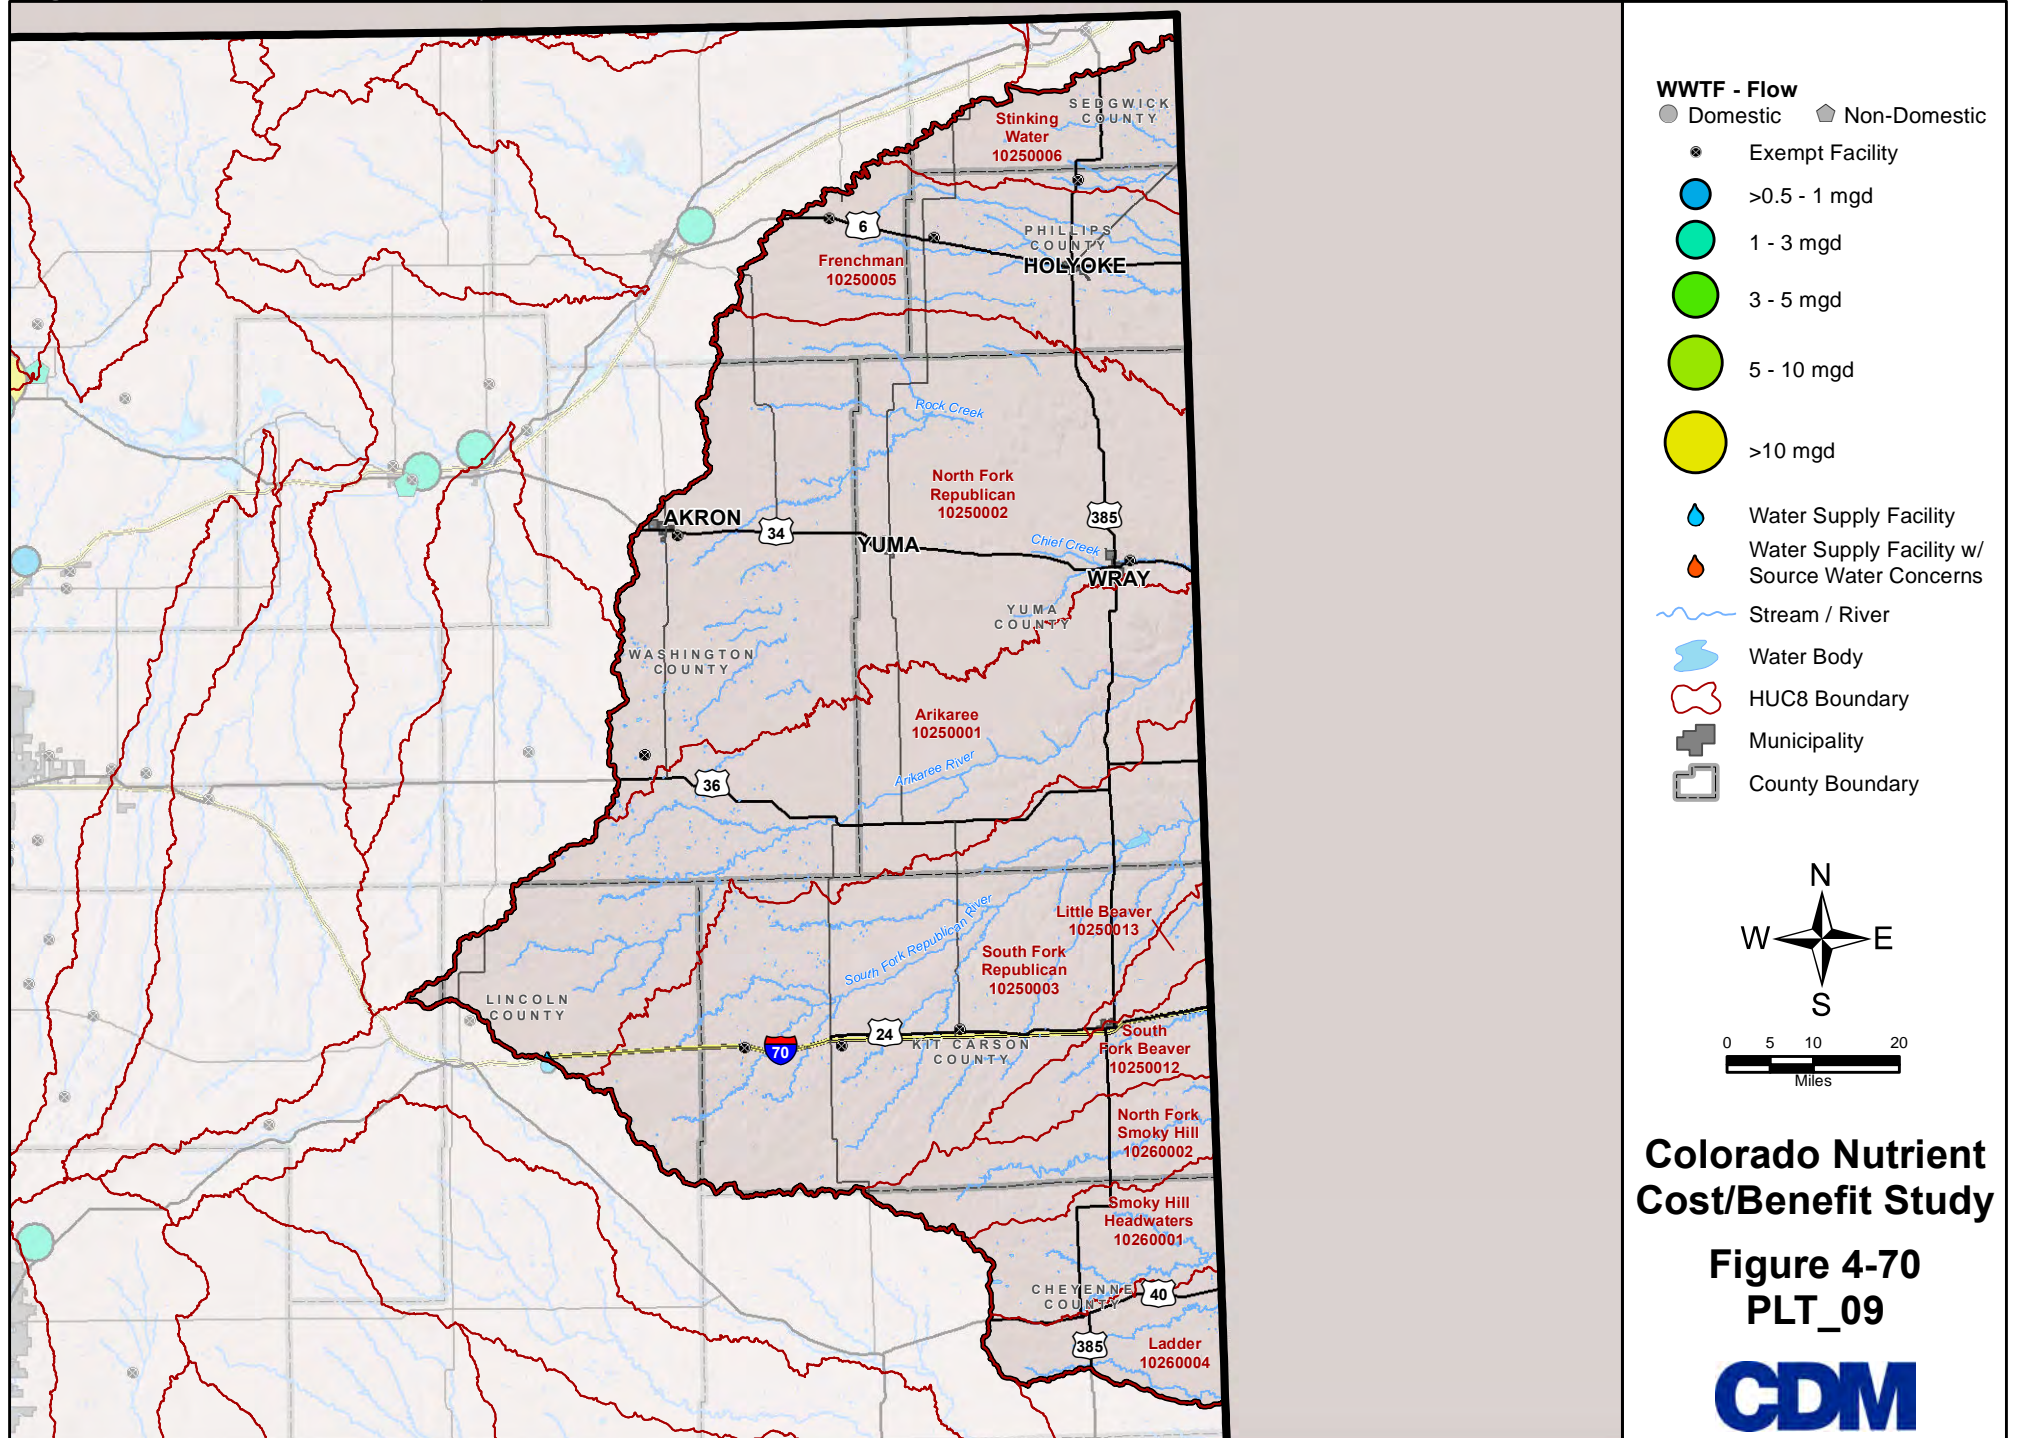 SEDGWICK
COUNTY
Stinking
Water
10250006
6
PHILLIPS
COUNTY
HOLYOKE
Frenchman
10250005
Rock Creek
North Fork
Republican
10250002
385
AKRON
34
YUMA
Chief Creek
WRAY
YUMA
COUNTY
WASHINGTON
COUNTY
Arikaree
10250001
Arikaree River
36
Little Beaver
10250013
South Fork Republican River
South Fork
Republican
10250003
LINCOLN
COUNTY
70
24
KIT CARSON
COUNTY
South
Fork Beaver
10250012
North Fork
Smoky Hill
10260002
Smoky Hill
Headwaters
10260001
CHEYENNE
COUNTY
40
385
Ladder
10260004
WWTF - Flow
Domestic
Non-Domestic
Exempt Facility
>0.5 - 1 mgd
1 - 3 mgd
3 - 5 mgd
5 - 10 mgd
>10 mgd
Water Supply Facility
Water Supply Facility w/
Source Water Concerns
Stream / River
Water Body
HUC8 Boundary
Municipality
County Boundary
N
W
E
S
0 5 10 20
Miles
Colorado Nutrient
Cost/Benefit Study
Figure 4-70
PLT_09
CDM